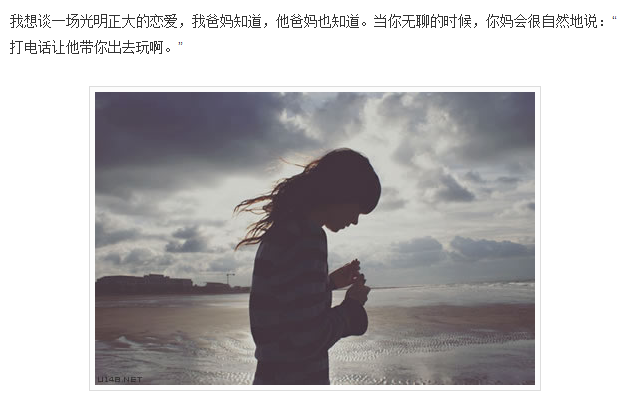 我想谈一场光明正大的恋爱，我爸妈知道，他爸妈也知道。当你无聊的时候，你妈会很自然地说：“
打电话让他带你出去玩啊。”
U148.NET